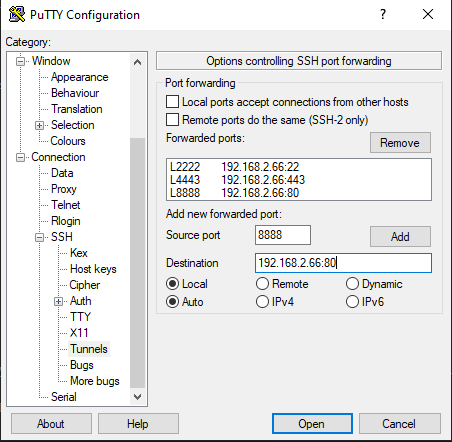 PuTTY Configuration
?
Category:
Window
Appearance
Behaviour
Translation
Selection
Colours
Connection
Data
Proxy
Telnet
Rlogin
SSH
Kex
Host keys
Cipher
Auth
TTY
X11
Tunnels
Bugs
More bugs
Serial
Options controlling SSH port forwarding
Port forwarding
Local ports accept connections from other hosts
Remote ports do the same (SSH-2 only)
Forwarded ports:
Remove
L2222 192.168.2.66:22
L4443 192.168.2.66:443
L8888 192.168.2.66:80
Add new forwarded port:
Source port 8888 Add
Destination 192.168.2.66:80
Local Remote Dynamic
Auto IPv4 IPv6
About Help Open Cancel